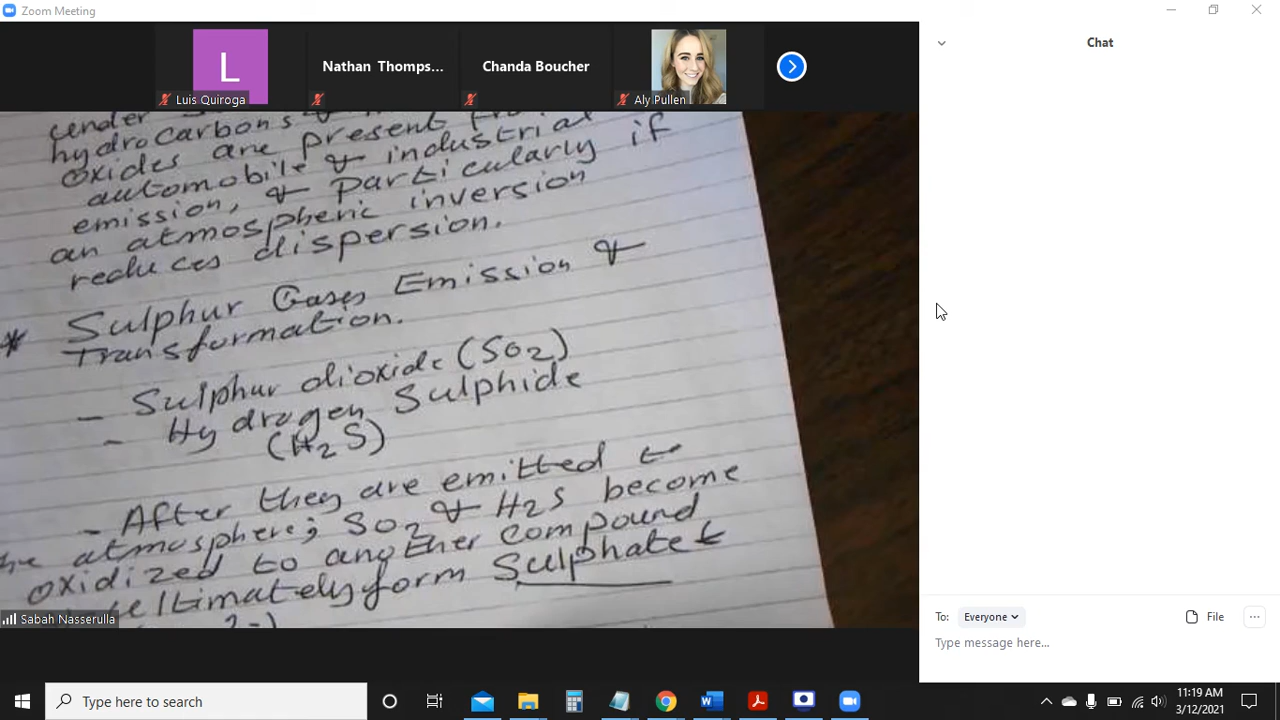 Zoom Meeting
Chat
L
Nathan Thomps...
Chanda Boucher
Luis Quiroga
Aly Pullen
under
hydrocarbons &
oxides are present
automobile & industrial
emission, & Particularly if
an atmospheric inversion
reduces dispersion.
* Sulphur Gases Emission &
Transformation.
- Sulphur dioxide (SO2)
- Hydrogen Sulphide
(H2S)
- After they are emitted to
the atmosphere; SO2 & H2S become
oxidized to another compound
ultimately form Sulphate
Sabah Nasserulla
To: Everyone
File
...
Type message here...
Type here to search
11:19 AM
3/12/2021